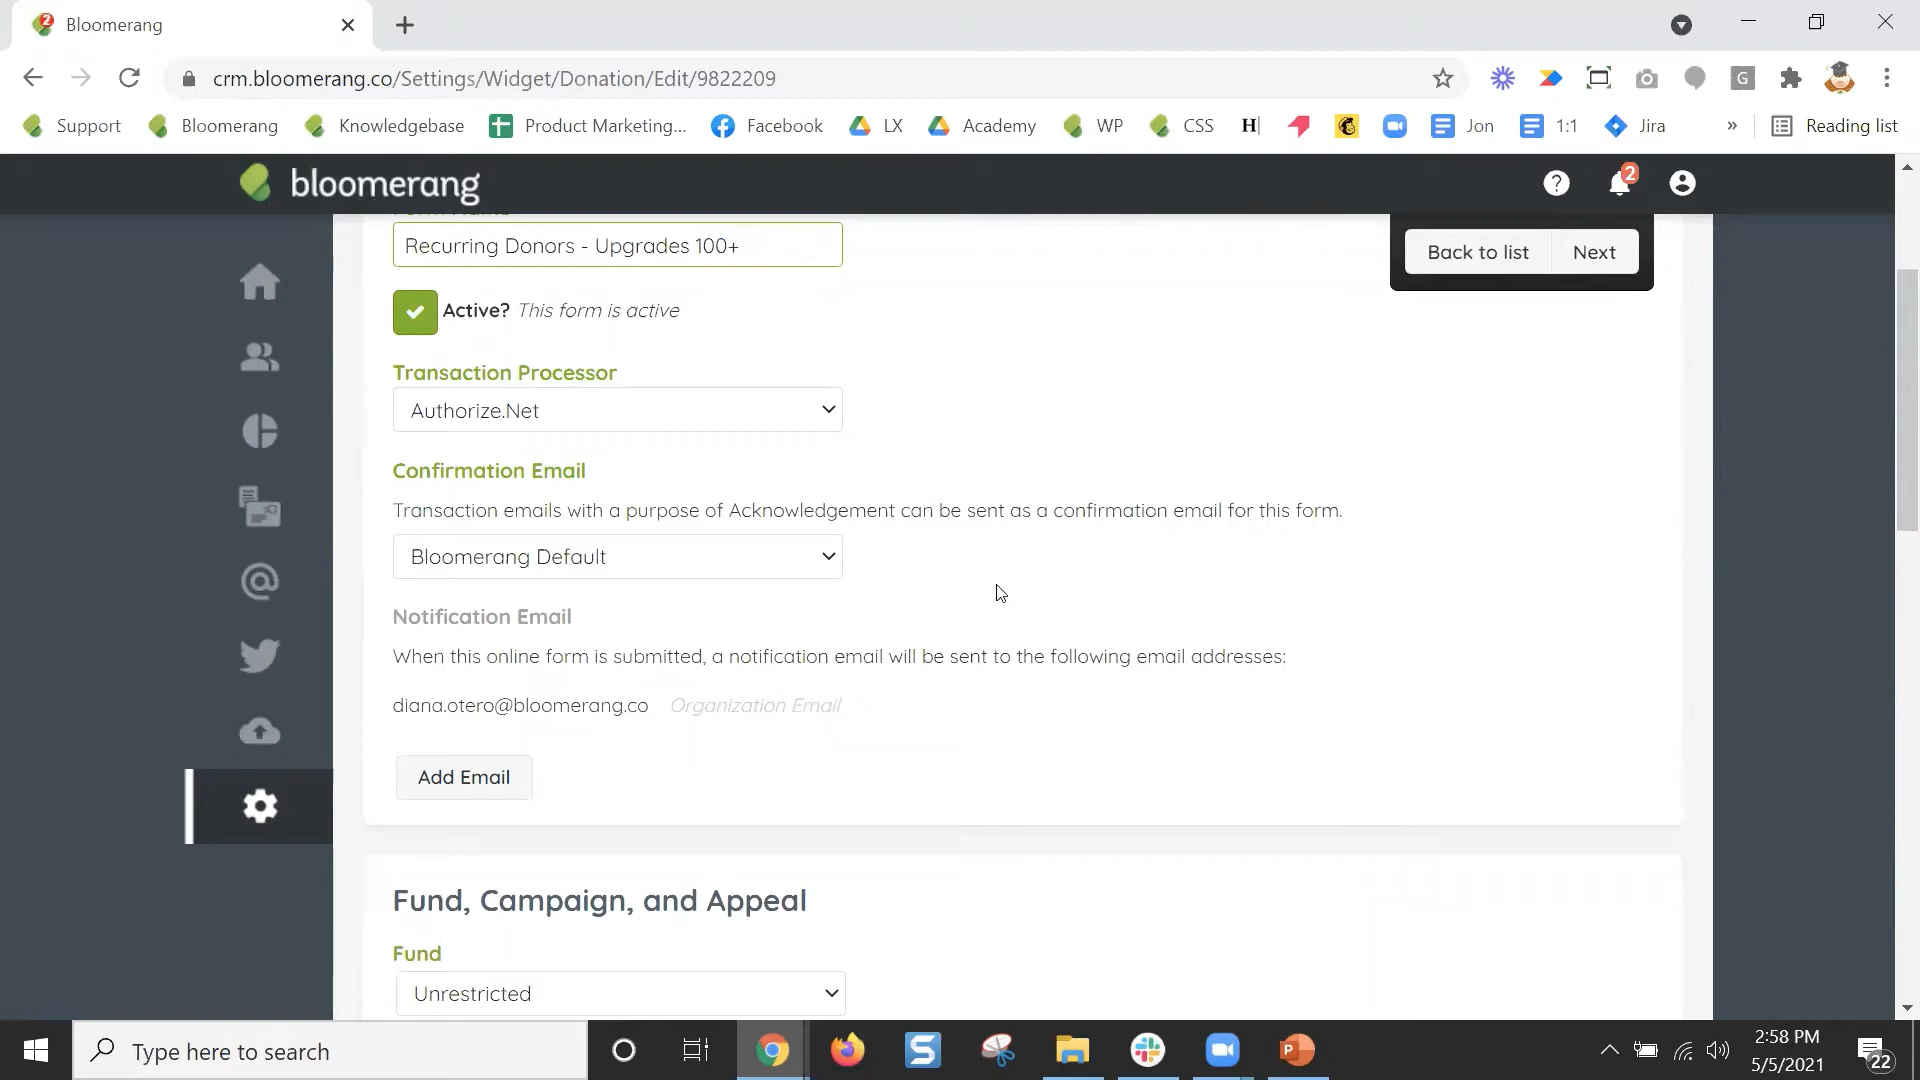 Bloomerang
crm.bloomerang.co/Settings/Widget/Donation/Edit/9822209
G
Support
Bloomerang
Knowledgebase
Product Marketing...
Facebook
LX
Academy
WP
CSS
H
Jon
1:1
Jira
»
Reading list
bloomerang
?
2
Recurring Donors - Upgrades 100+
Back to list
Next
Active? This form is active
Transaction Processor
Authorize.Net
Confirmation Email
Transaction emails with a purpose of Acknowledgement can be sent as a confirmation email for this form.
Bloomerang Default
Notification Email
When this online form is submitted, a notification email will be sent to the following email addresses:
diana.otero@bloomerang.co Organization Email
Add Email
Fund, Campaign, and Appeal
Fund
Unrestricted
Type here to search
2:58 PM
5/5/2021
22